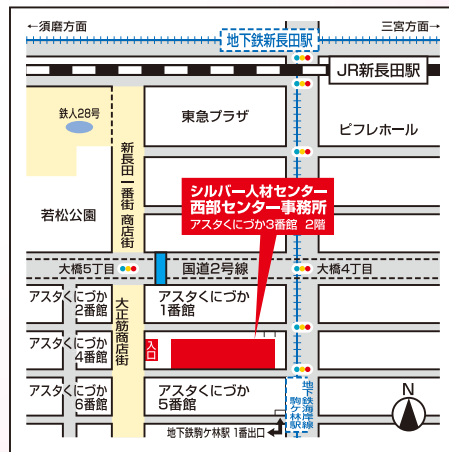 ←須磨方面
三宮方面→
地下鉄新長田駅
JR新長田駅
鉄人28号
東急プラザ
ピフレホール
新長田一番街 商店街
シルバー人材センター
西部センター事務所
アスタくにづか3番館 2階
若松公園
大橋5丁目
国道2号線
大橋4丁目
アスタくにづか
2番館
アスタくにづか
1番館
大正筋商店街
アスタくにづか
4番館
入口
アスタくにづか
6番館
アスタくにづか
5番館
地下鉄海岸線
駒ケ林駅
地下鉄駒ケ林駅 1番出口
N